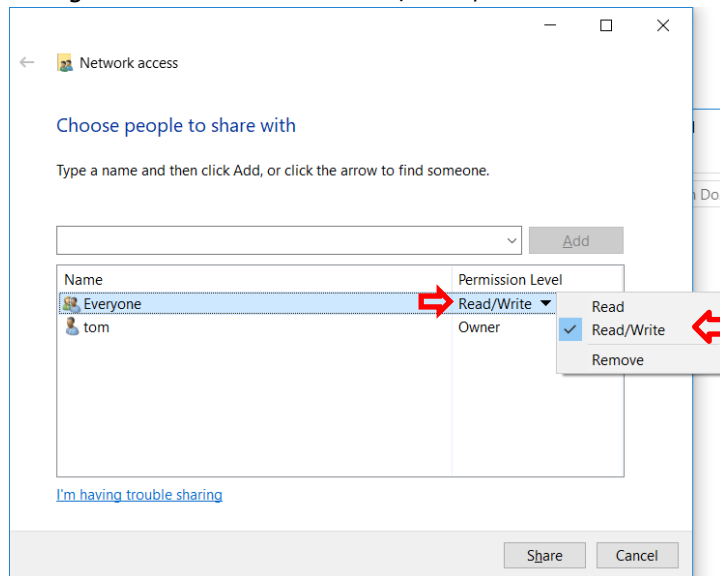 Network access
Choose people to share with
Type a name and then click Add, or click the arrow to find someone.
Add
Name Permission Level
Everyone Read/Write Read
tom Owner Read/Write
Remove
I'm having trouble sharing
Share Cancel